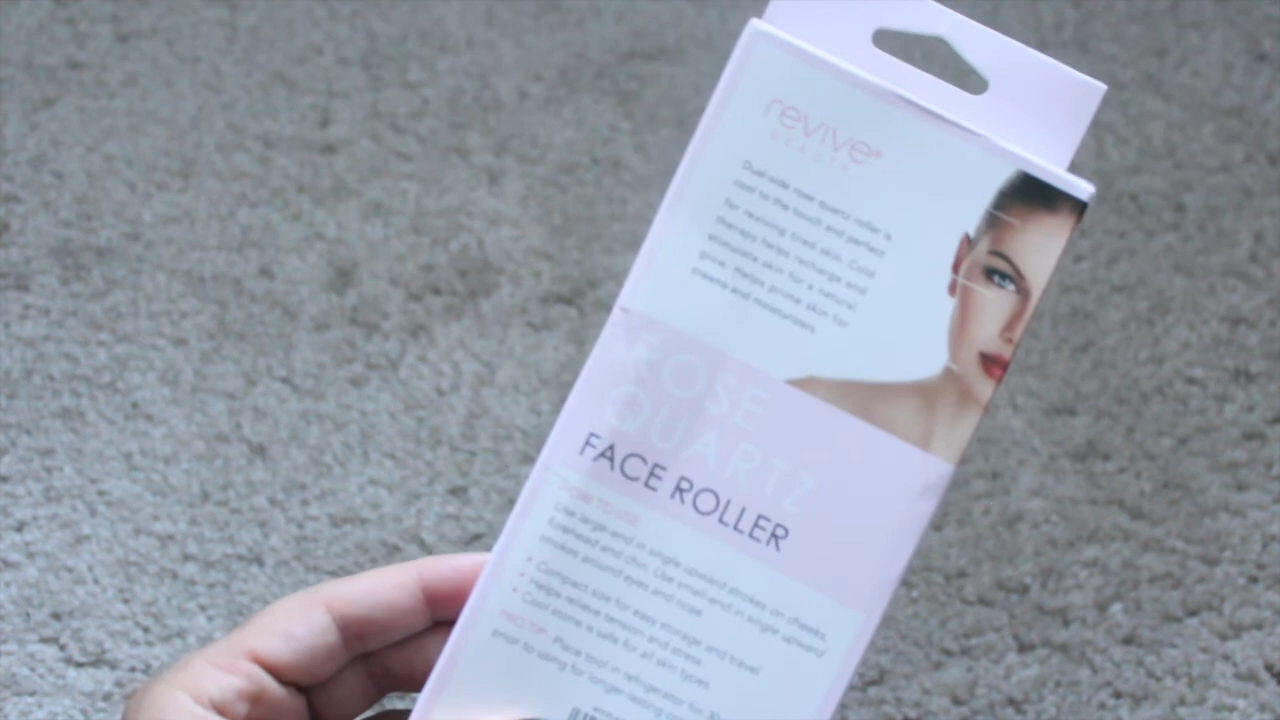 revive®
BEAUTY
Dual-side rose quartz roller is
cool to the touch and perfect
for reviving tired skin. Cold
therapy helps recharge and
stimulate skin for a natural
glow. Helps prime skin for
creams and moisturizers.
ROSE
QUARTZ
FACE ROLLER
HOW TO USE
Use large-end in single upward strokes on cheeks,
forehead and chin. Use small-end in single upward
strokes around eyes and nose
• Compact size for easy storage and travel
• Helps relieve tension and stress
• Cool stone is safe for all skin types
PRO TIP: Place tool in refrigerator for
prior to using for longer-lasting